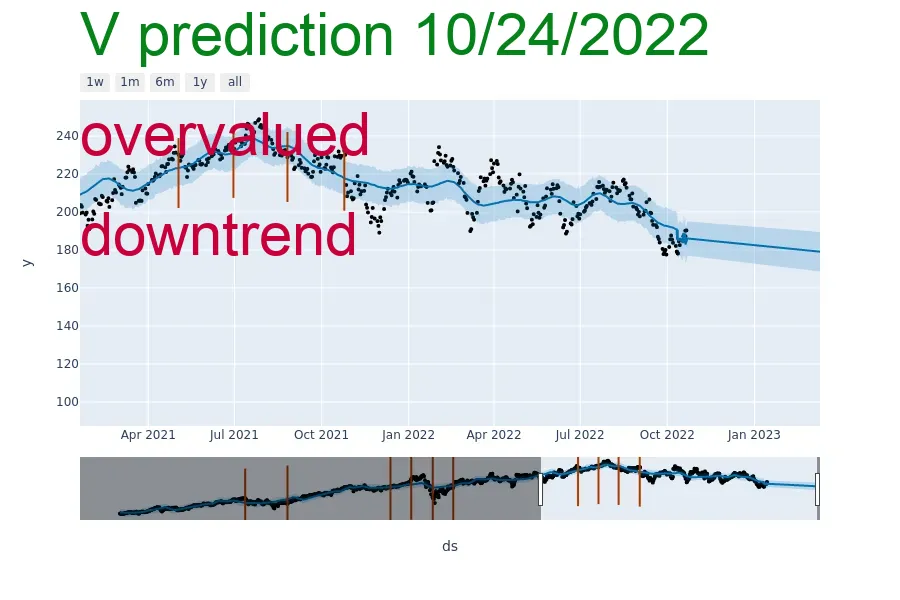 V prediction 10/24/2022
1w 1m 6m 1y all
overvalued
downtrend
240
220
200
180
160
140
120
100
y
Apr 2021 Jul 2021 Oct 2021 Jan 2022 Apr 2022 Jul 2022 Oct 2022 Jan 2023
ds